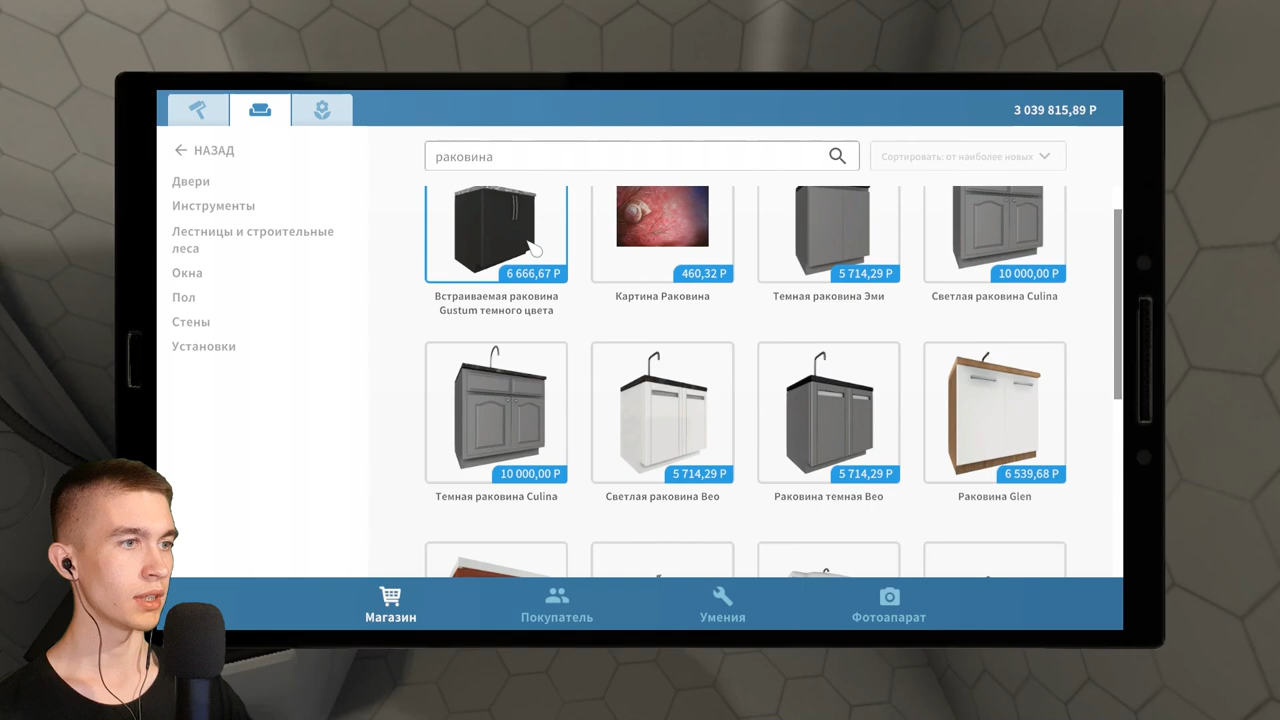 3 039 815,89 Р
НАЗАД
раковина
Сортировать: от наиболее новых
Двери
Инструменты
Лестницы и строительные
леса
Окна
Пол
Стены
Установки
6 666,67 Р
460,32 Р
5 714,29 Р
10 000,00 Р
Встраиваемая раковина
Gustum темного цвета
Картина Раковина
Темная раковина Эми
Светлая раковина Culina
10 000,00 Р
5 714,29 Р
5 714,29 Р
6 539,68 Р
Темная раковина Culina
Светлая раковина Beo
Раковина темная Beo
Раковина Glen
Магазин
Покупатель
Умения
Фотоапарат